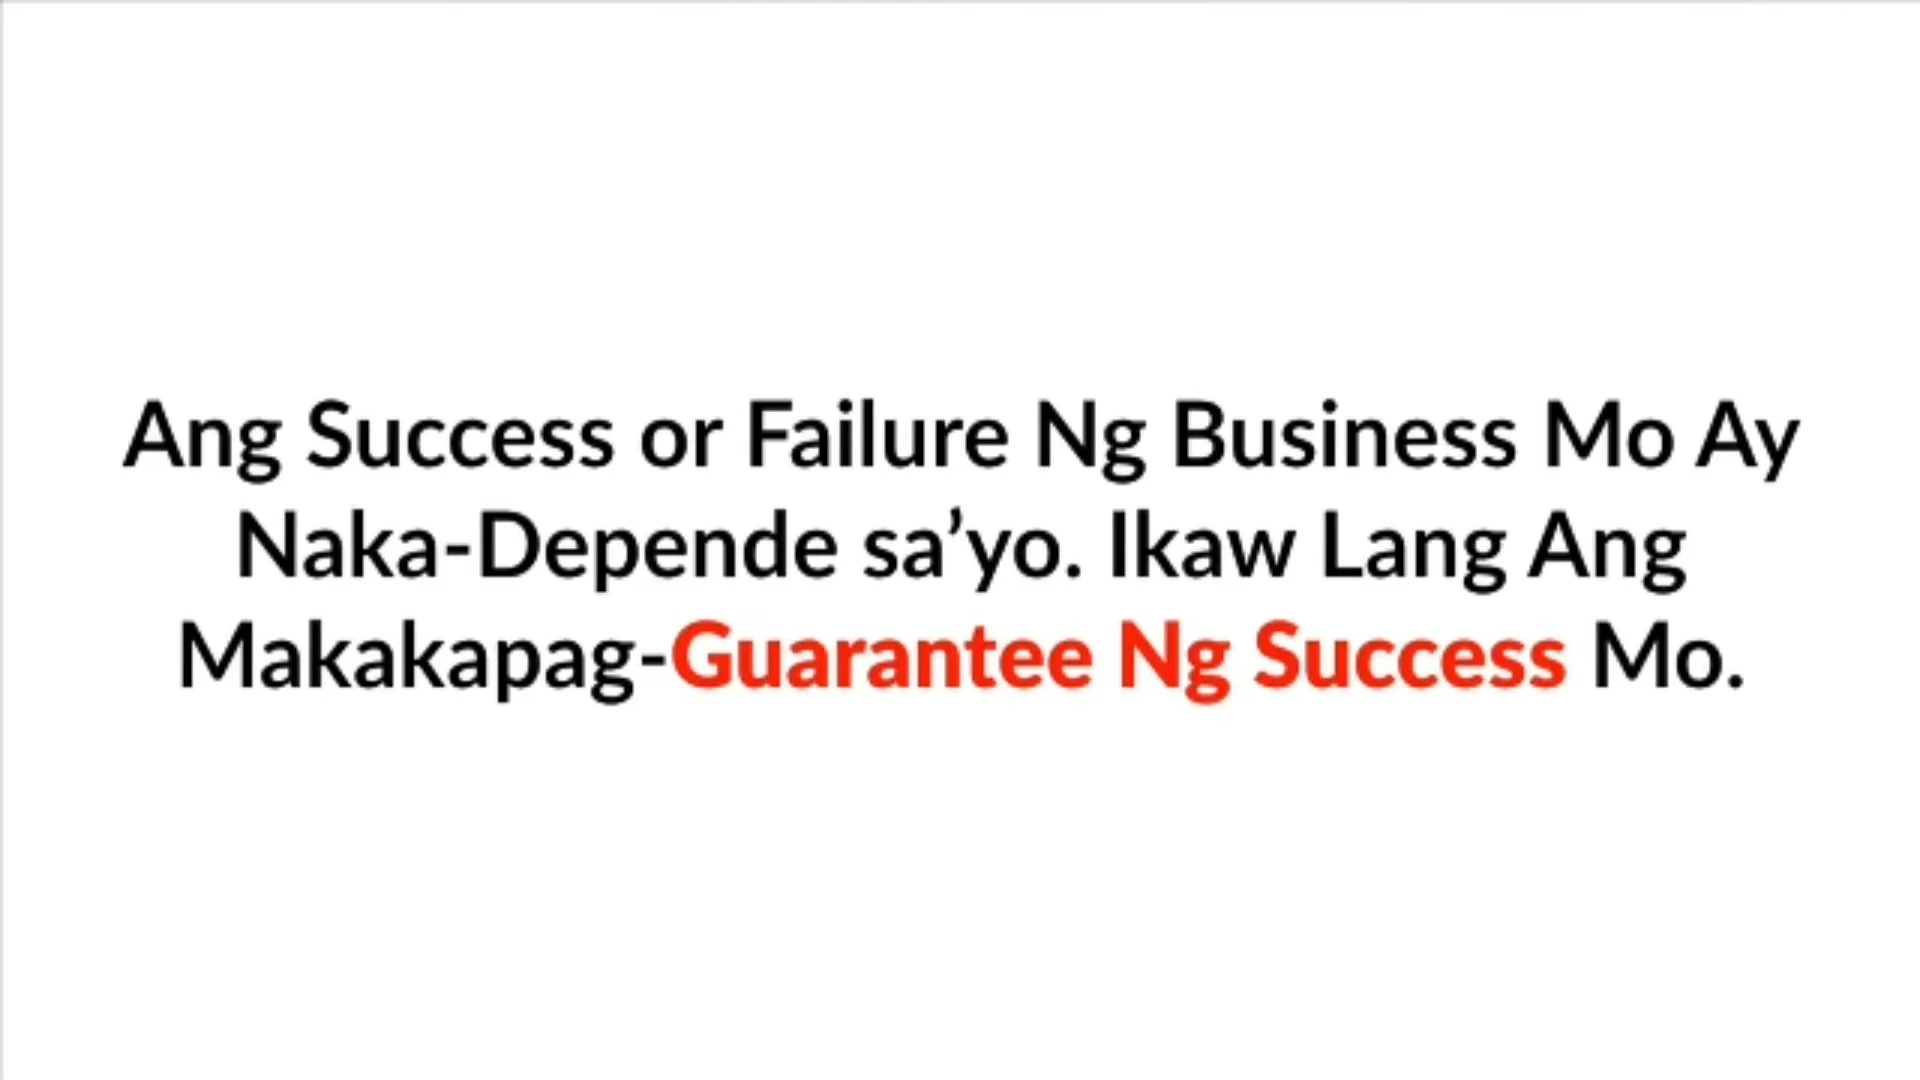 Ang Success or Failure Ng Business Mo Ay
Naka-Depende sa’yo. Ikaw Lang Ang
Makakapag-Guarantee Ng Success Mo.